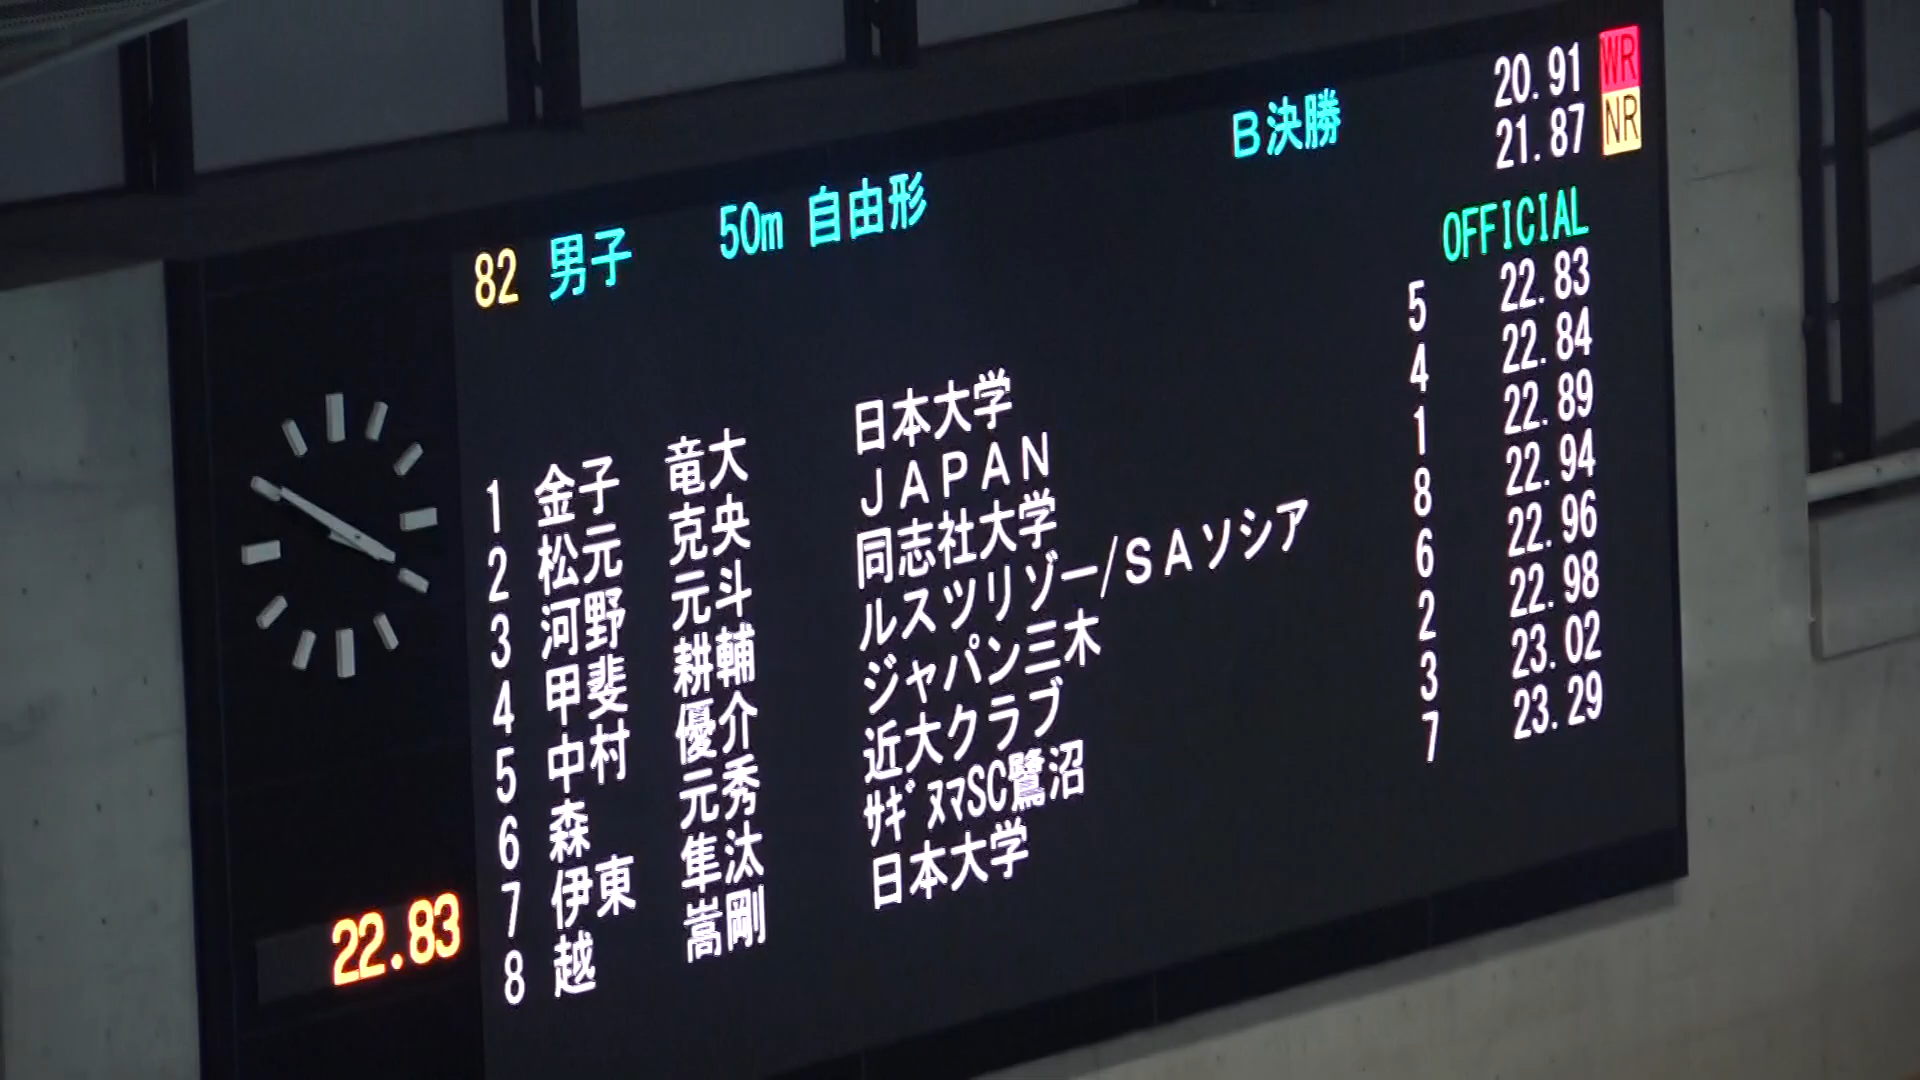 20.91 WR
B決勝 21.87 NR
82 男子 50m 自由形
OFFICIAL
1 金子 竜大 日本大学 5 22.83
2 松元 克央 ＪＡＰＡＮ 4 22.84
3 河野 元斗 同志社大学 1 22.89
4 甲斐 耕輔 ルスツリゾー/ＳＡソシア 8 22.94
5 中村 優介 ジャパン三木 6 22.96
6 森 元秀 近大クラブ 2 22.98
7 伊東 隼汰 ｻｷﾞﾇﾏSC鷺沼 3 23.02
8 越 嵩剛 日本大学 7 23.29
22.83